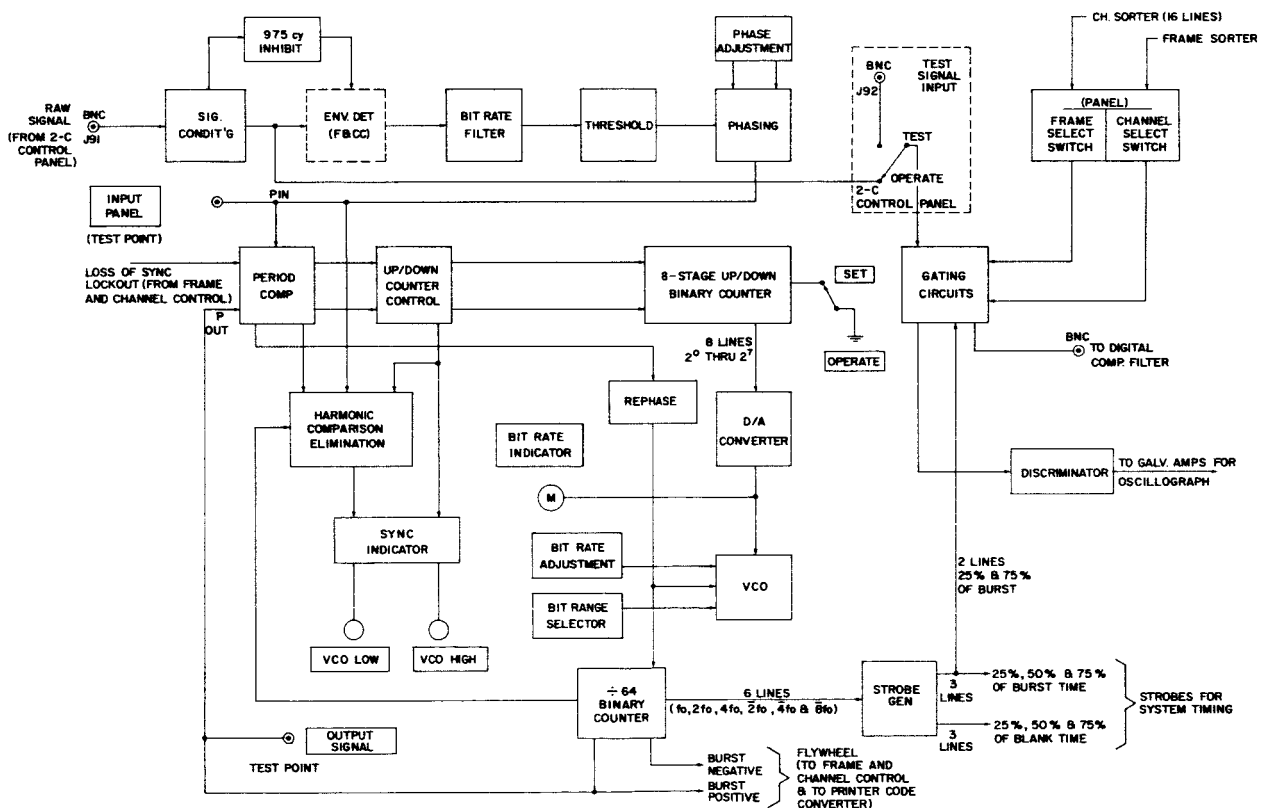 975 cy
INHIBIT
PHASE
ADJUSTMENT
CH. SORTER (16 LINES)
FRAME SORTER
RAW
SIGNAL
(FROM 2-C
CONTROL
PANEL)
BNC
J91
SIG.
CONDIT'G
ENV. DET
(F&CC)
BIT RATE
FILTER
THRESHOLD
PHASING
BNC
J92
TEST
SIGNAL
INPUT
TEST
OPERATE
2-C
CONTROL PANEL
(PANEL)
FRAME
SELECT
SWITCH
CHANNEL
SELECT
SWITCH
INPUT
PANEL
(TEST POINT)
PIN
LOSS OF SYNC
LOCKOUT (FROM FRAME
AND CHANNEL CONTROL)
P
OUT
PERIOD
COMP
UP/DOWN
COUNTER
CONTROL
8-STAGE UP/DOWN
BINARY COUNTER
SET
OPERATE
GATING
CIRCUITS
BNC
TO DIGITAL
COMP. FILTER
8 LINES
2⁰ THRU 2⁷
HARMONIC
COMPARISON
ELIMINATION
REPHASE
D/A
CONVERTER
BIT RATE
INDICATOR
M
DISCRIMINATOR
TO GALV. AMPS FOR
OSCILLOGRAPH
SYNC
INDICATOR
BIT RATE
ADJUSTMENT
BIT RANGE
SELECTOR
VCO
2 LINES
25% & 75%
OF BURST
VCO LOW
VCO HIGH
÷64
BINARY
COUNTER
6 LINES
(fo, 2fo, 4fo, 2̅fo, 4̅fo & 8̅fo)
STROBE
GEN
3
LINES
25%, 50% & 75%
OF BURST TIME
3
LINES
25%, 50% & 75%
OF BLANK TIME
STROBES FOR
SYSTEM TIMING
OUTPUT
SIGNAL
TEST POINT
BURST
NEGATIVE
BURST
POSITIVE
FLYWHEEL
(TO FRAME AND
CHANNEL CONTROL
& TO PRINTER CODE
CONVERTER)